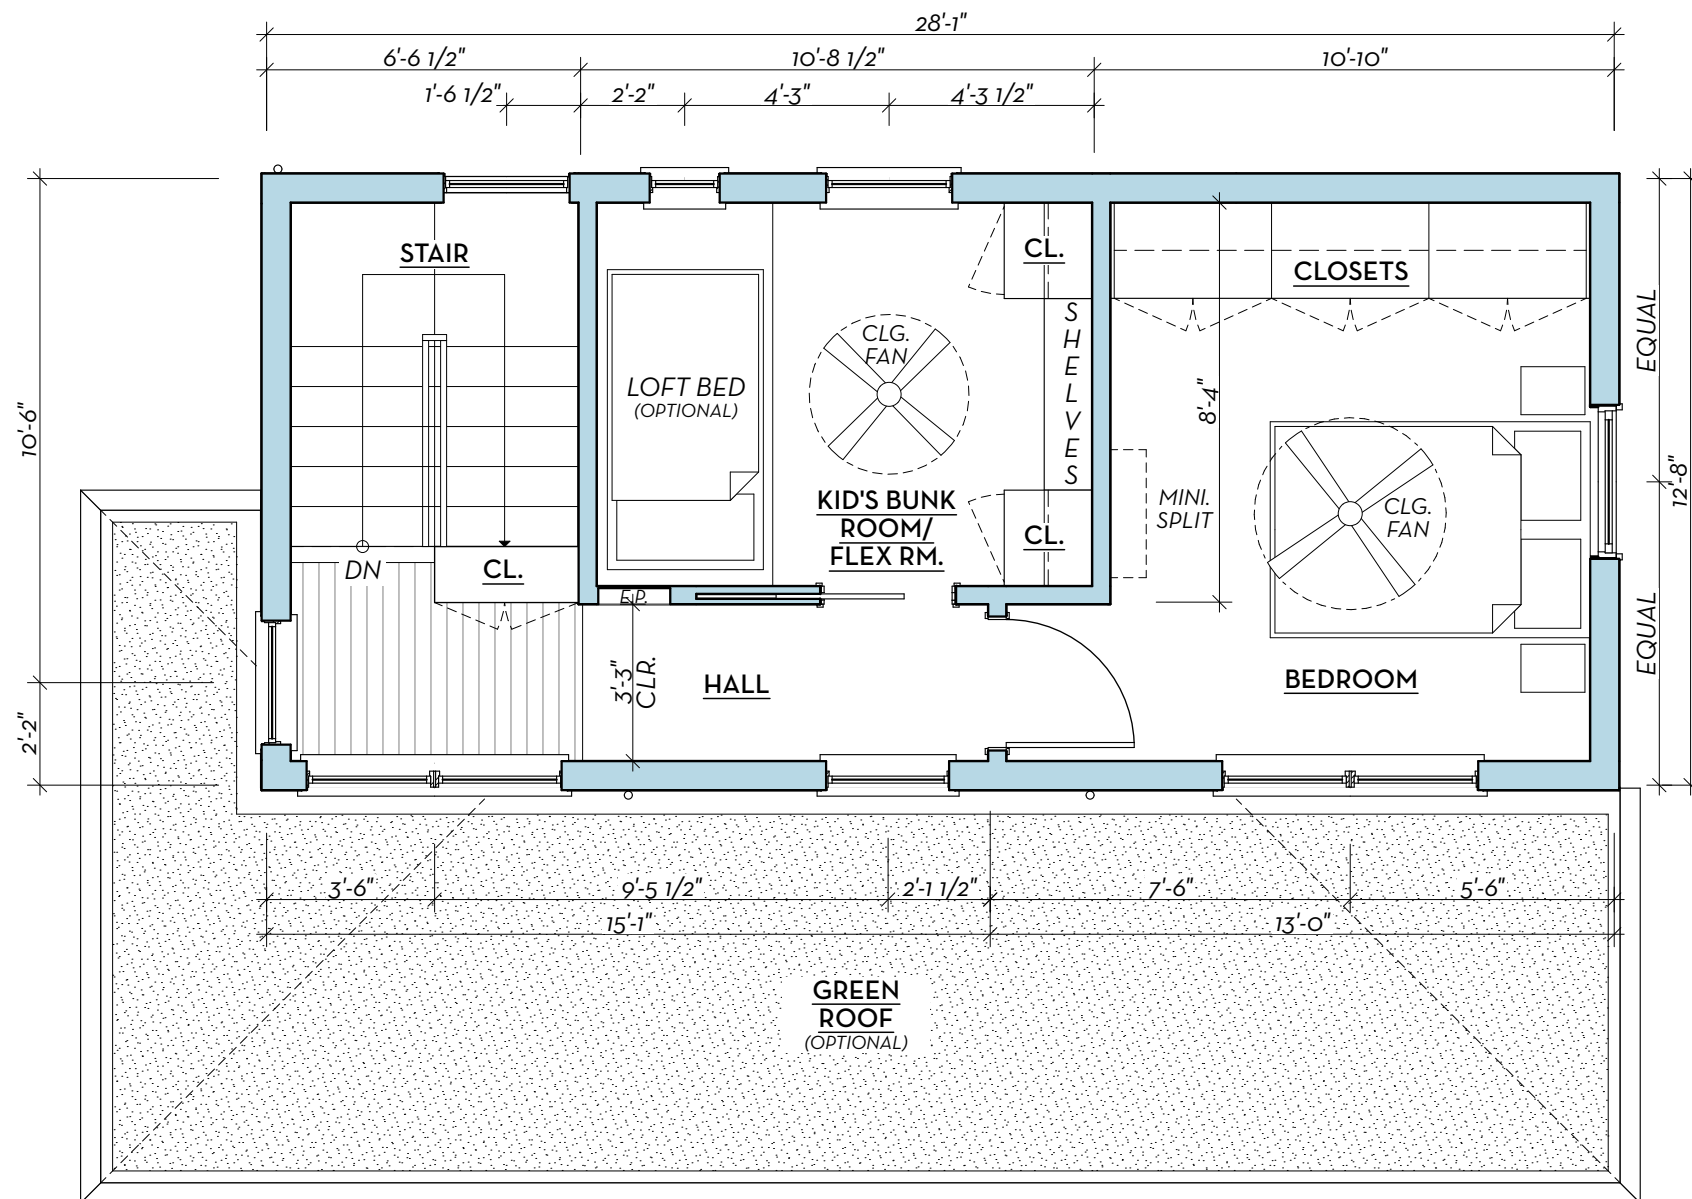 28'-1"
6'-6 1/2"
10'-8 1/2"
10'-10"
1'-6 1/2"
2'-2"
4'-3"
4'-3 1/2"
STAIR
CL.
CLOSETS
CLG.
FAN
SHELVES
EQUAL
LOFT BED
(OPTIONAL)
10'-6"
8'-4"
12'-8"
KID'S BUNK
ROOM/
FLEX RM.
MINI.
SPLIT
CLG.
FAN
CL.
DN
CL.
E.P.
EQUAL
3'-3"
CLR.
HALL
BEDROOM
2'-2"
3'-6"
9'-5 1/2"
2'-1 1/2"
7'-6"
5'-6"
15'-1"
13'-0"
GREEN
ROOF
(OPTIONAL)